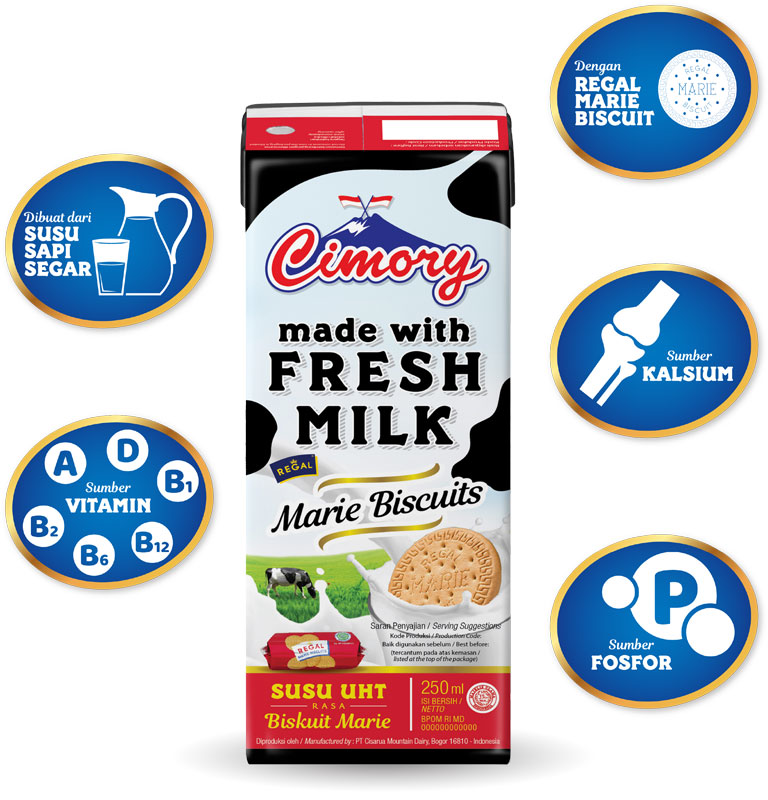 Dengan
REGAL
MARIE
BISCUIT
REGAL
MARIE
BISCUIT
Dibuat dari
SUSU
SAPI
SEGAR
Cimory
made with
FRESH
MILK
REGAL
Marie Biscuits
REGAL
MARIE
Sumber
KALSIUM
A
D
B1
Sumber
VITAMIN
B2
B6
B12
Saran Penyajian / Serving Suggestions
Kode Produksi / Production Code:
Baik digunakan sebelum / Best before:
(tercantum pada atas kemasan /
listed at the top of the package)
REGAL
P
Sumber
FOSFOR
SUSU UHT
RASA
Biskuit Marie
250 ml
ISI BERSIH /
NETTO
BPOM RI MD
000000000000
Diproduksi oleh / Manufactured by : PT Cisarua Mountain Dairy, Bogor 16810 - Indonesia